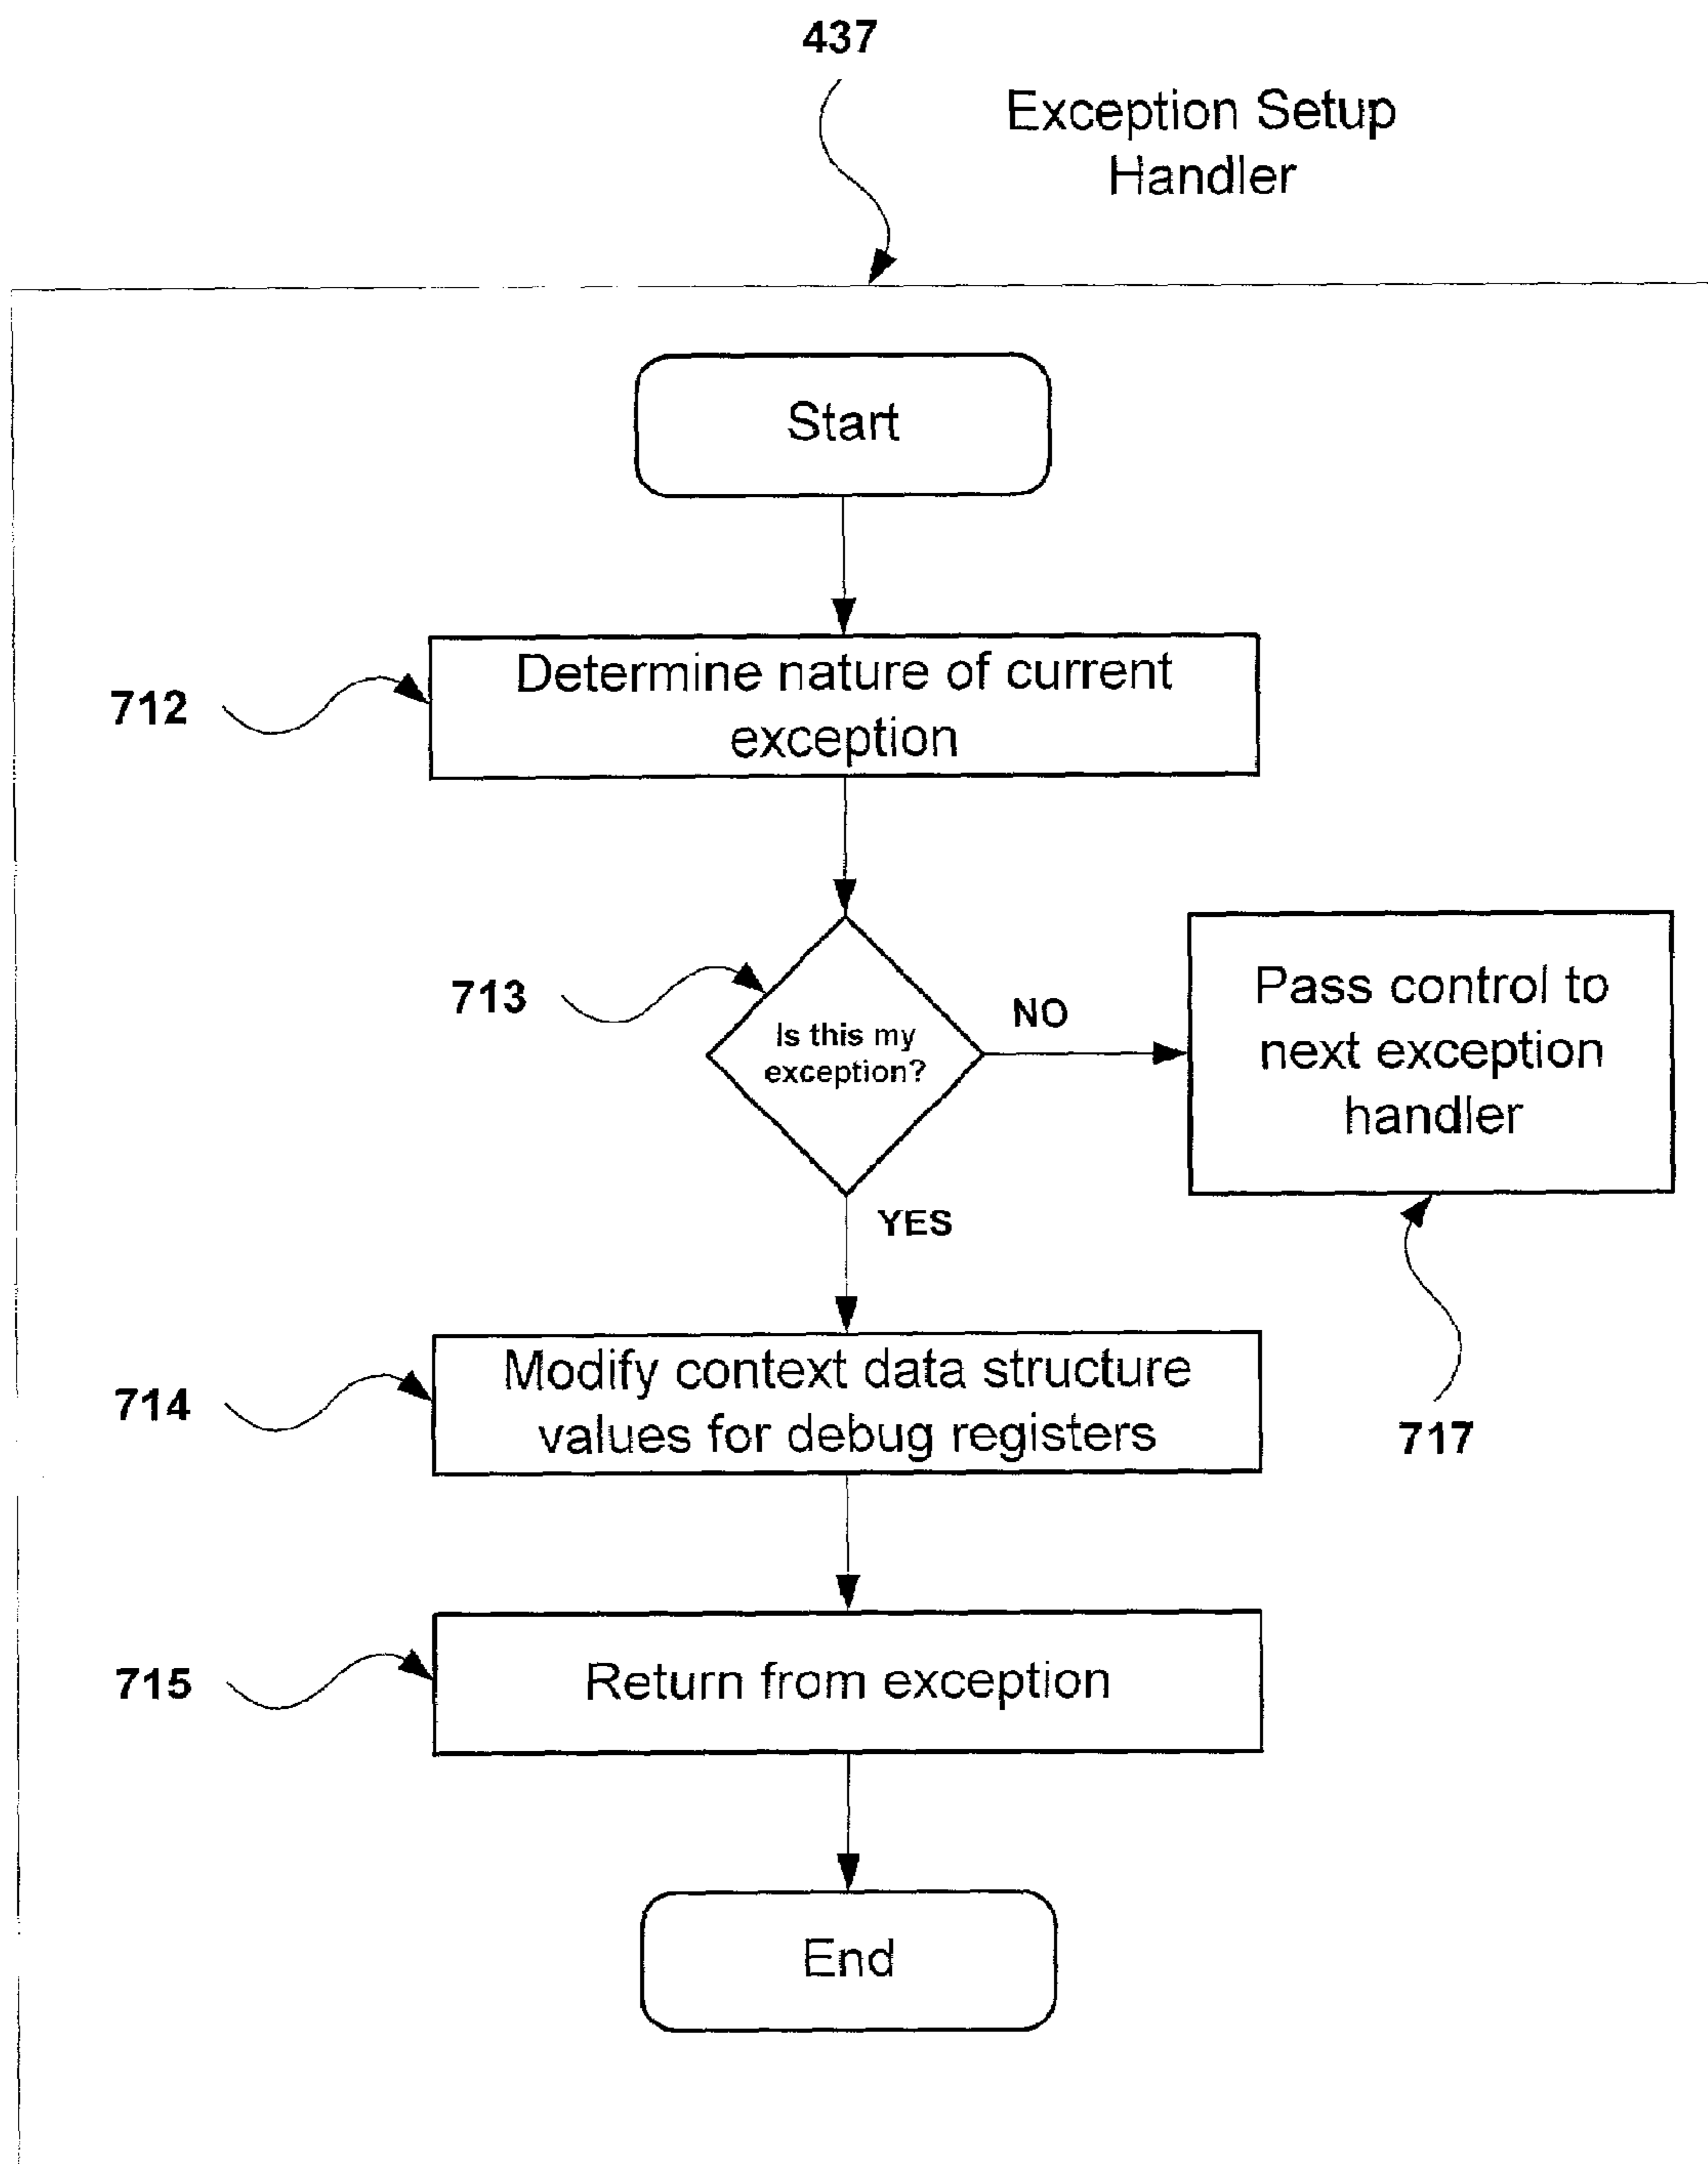 437
Exception Setup
Handler
Start
712
Determine nature of current
exception
713
Is this my
exception?
NO
Pass control to
next exception
handler
YES
717
714
Modify context data structure
values for debug registers
715
Return from exception
End